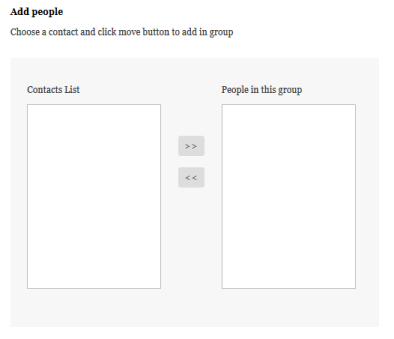 Add people
Choose a contact and click move button to add in group
Contacts List
People in this group
>>
<<